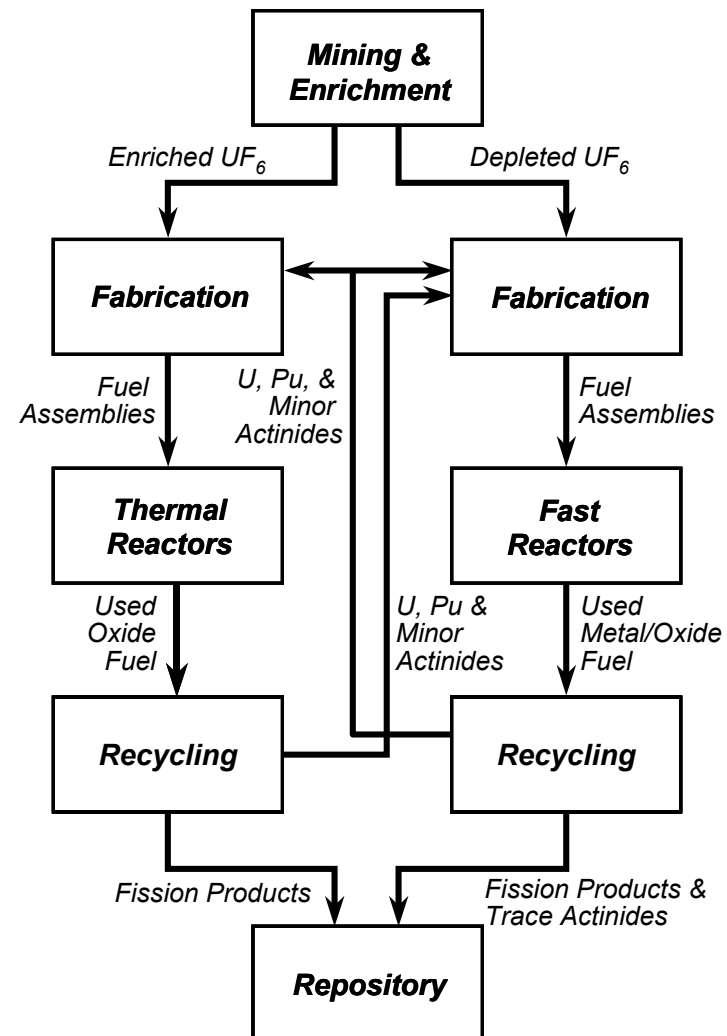 Mining &
Enrichment
Enriched UF6
Depleted UF6
Fabrication
Fabrication
Fuel
Assemblies
U, Pu, &
Minor
Actinides
Fuel
Assemblies
Thermal
Reactors
Fast
Reactors
Used
Oxide
Fuel
U, Pu &
Minor
Actinides
Used
Metal/Oxide
Fuel
Recycling
Recycling
Fission Products
Fission Products &
Trace Actinides
Repository